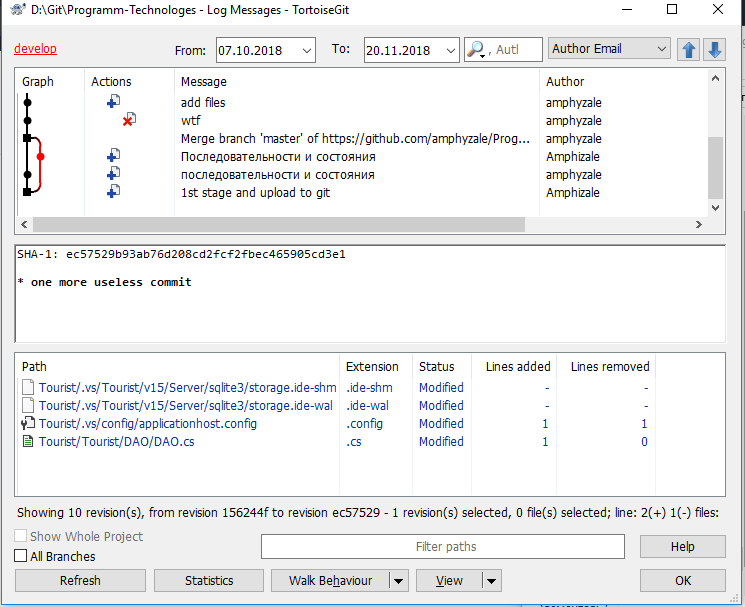 D:\Git\Programm-Technologes - Log Messages - TortoiseGit
develop From: 07.10.2018 To: 20.11.2018 , Autl Author Email
Graph Actions Message Author
add files amphyzale
wtf amphyzale
Merge branch 'master' of https://github.com/amphyzale/Prog... amphyzale
Последовательности и состояния Amphizale
последовательности и состояния Amphizale
1st stage and upload to git Amphizale
SHA-1: ec57529b93ab76d208cd2fcf2fbec465905cd3e1
* one more useless commit
Path Extension Status Lines added Lines removed
Tourist/.vs/Tourist/v15/Server/sqlite3/storage.ide-shm .ide-shm Modified - -
Tourist/.vs/Tourist/v15/Server/sqlite3/storage.ide-wal .ide-wal Modified - -
Tourist/.vs/config/applicationhost.config .config Modified 1 1
Tourist/Tourist/DAO/DAO.cs .cs Modified 1 0
Showing 10 revision(s), from revision 156244f to revision ec57529 - 1 revision(s) selected, 0 file(s) selected; line: 2(+) 1(-) files:
Show Whole Project
All Branches Filter paths Help
Refresh Statistics Walk Behaviour View OK